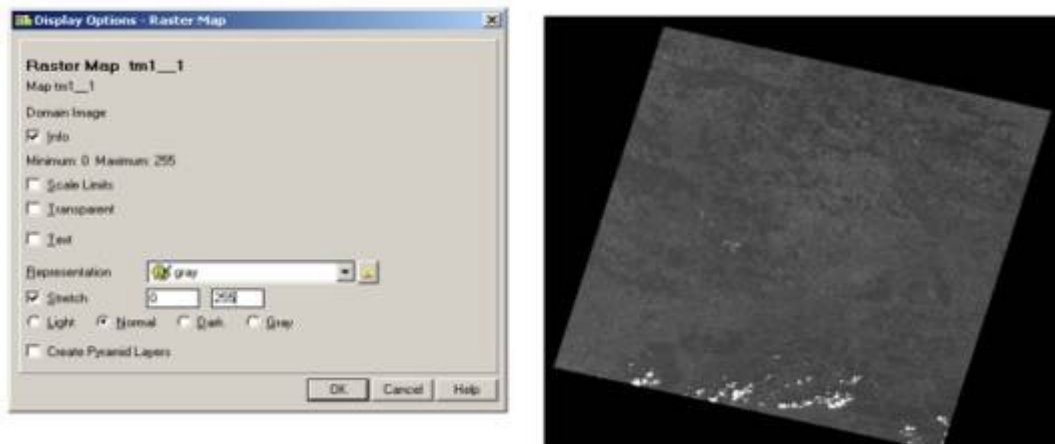 Display Options - Raster Map
Raster Map tm1__1
Map tm1__1
Domain Image
Info
Minimum: 0 Maximum: 255
Scale Limits
Transparent
Text
Representation gray
Stretch 0 255
Light Normal Dark Gray
Create Pyramid Layers
OK Cancel Help